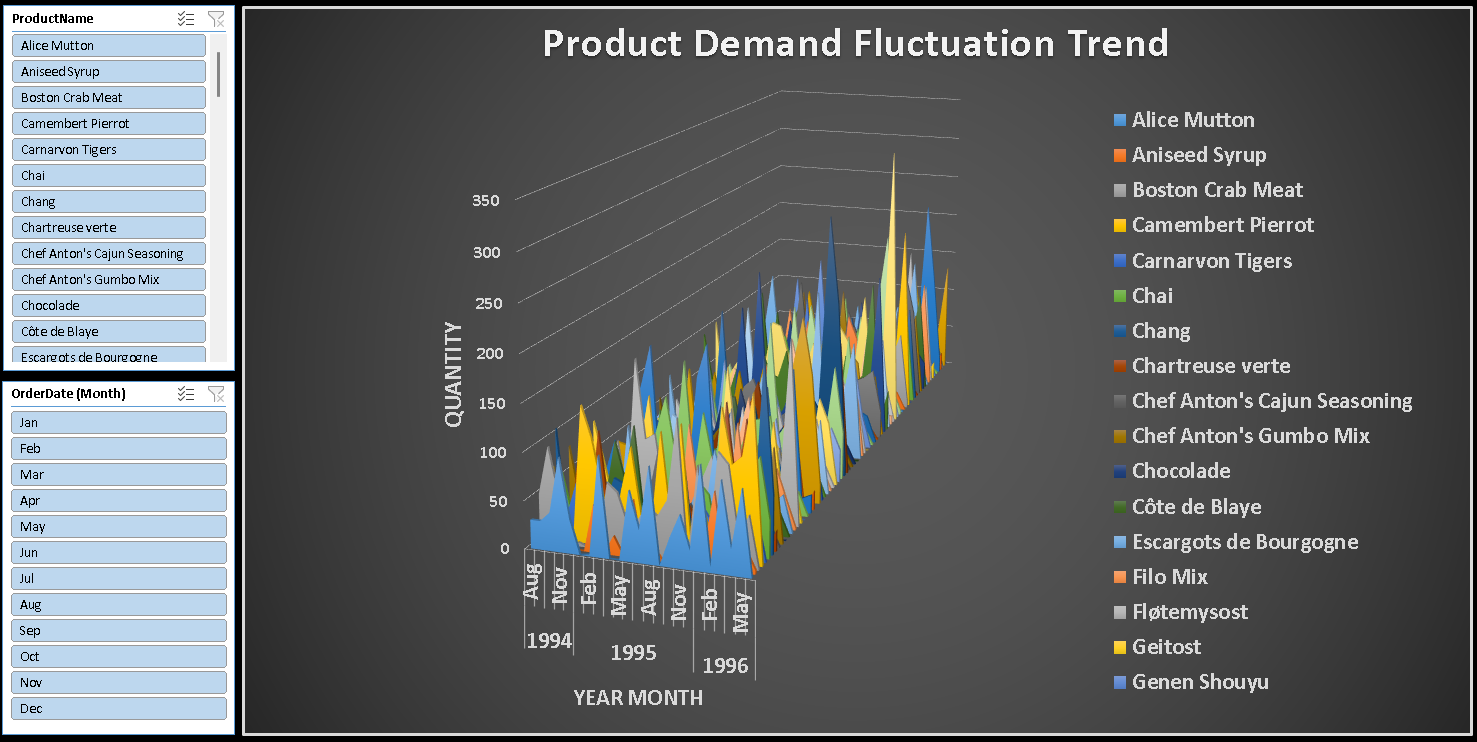 ProductName
Alice Mutton
Aniseed Syrup
Boston Crab Meat
Camembert Pierrot
Carnarvon Tigers
Chai
Chang
Chartreuse verte
Chef Anton's Cajun Seasoning
Chef Anton's Gumbo Mix
Chocolade
Côte de Blaye
Escargots de Bourgogne
OrderDate (Month)
Jan
Feb
Mar
Apr
May
Jun
Jul
Aug
Sep
Oct
Nov
Dec
Product Demand Fluctuation Trend
QUANTITY
350
300
250
200
150
100
50
0
Aug
Nov
Feb
May
Aug
Nov
Feb
May
1994
1995
1996
YEAR MONTH
Alice Mutton
Aniseed Syrup
Boston Crab Meat
Camembert Pierrot
Carnarvon Tigers
Chai
Chang
Chartreuse verte
Chef Anton's Cajun Seasoning
Chef Anton's Gumbo Mix
Chocolade
Côte de Blaye
Escargots de Bourgogne
Filo Mix
Fløtemysost
Geitost
Genen Shouyu